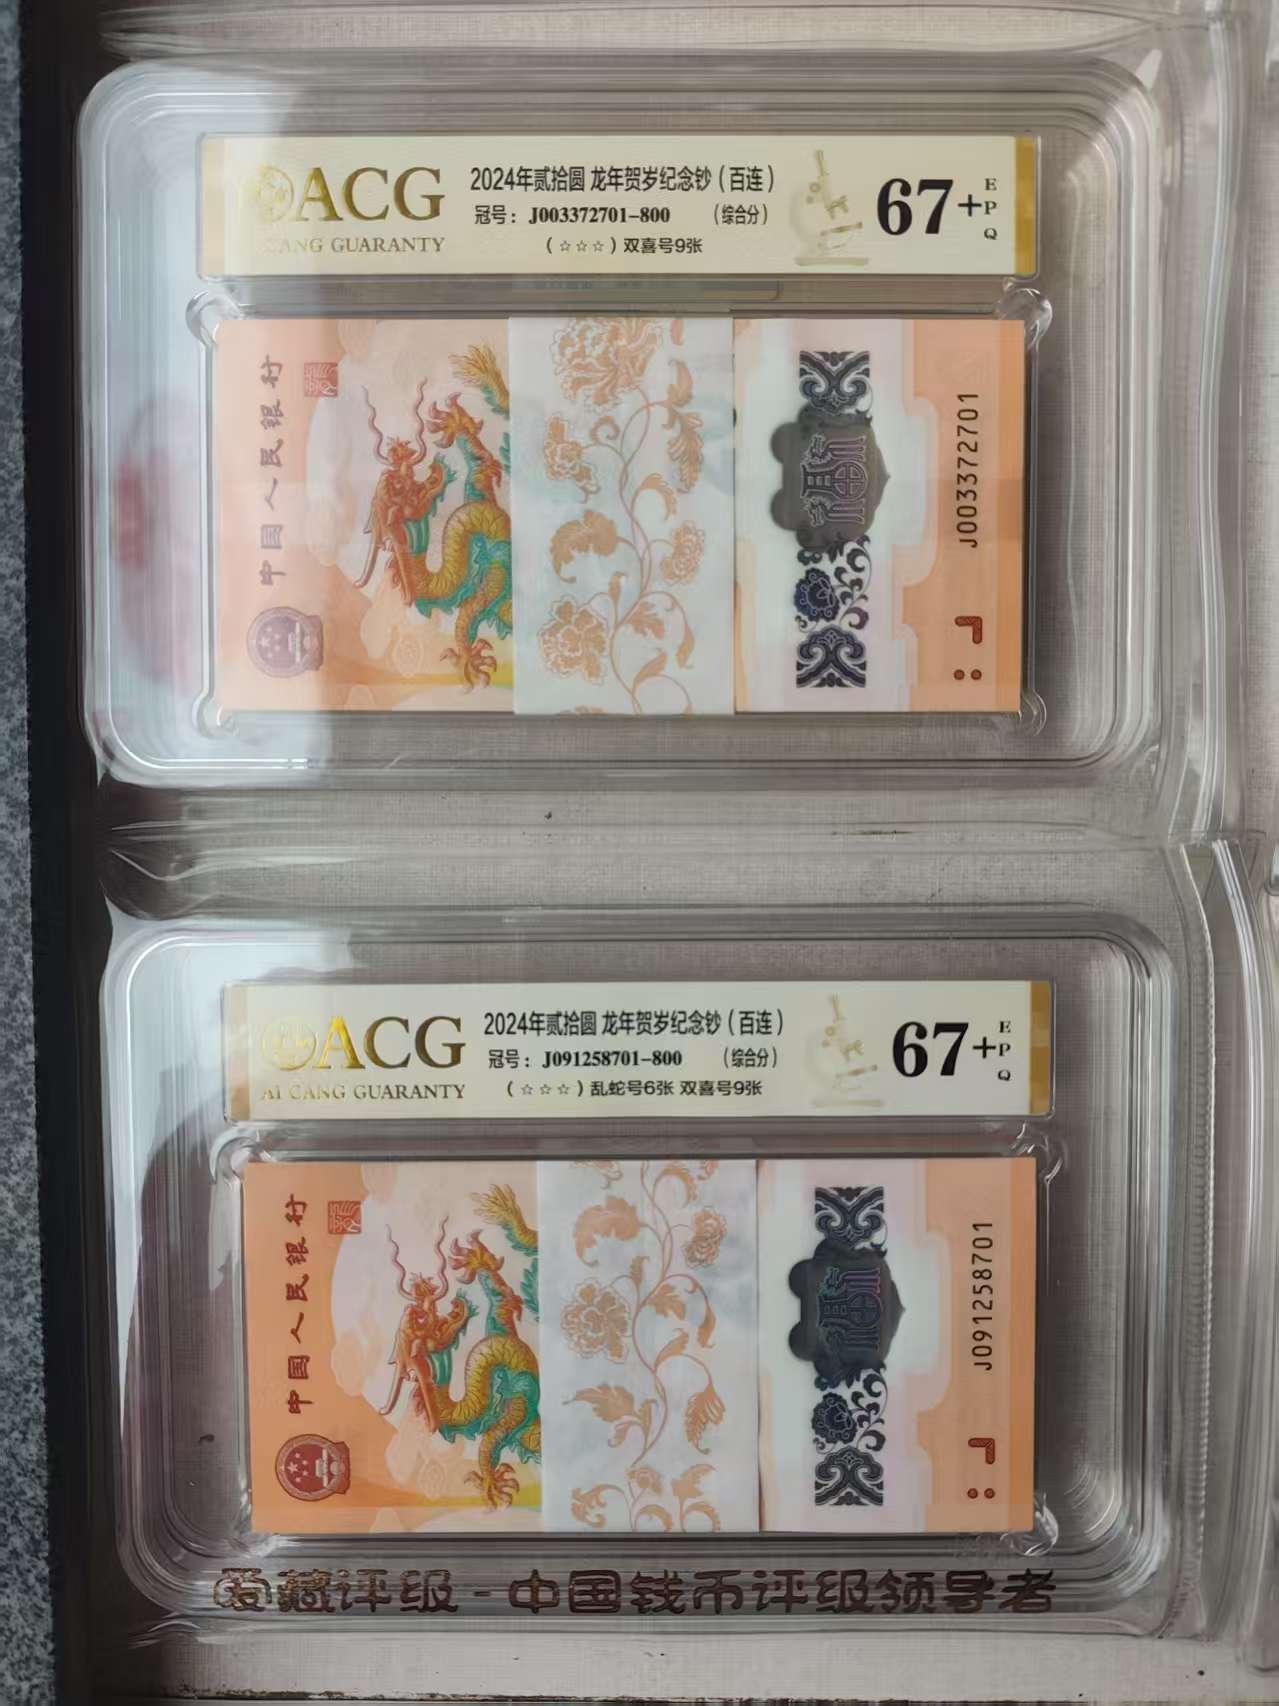 ACG
CANG GUARANTY
2024年贰拾圆 龙年贺岁纪念钞（百连）
冠号：J003372701-800 （综合分）
（☆☆☆）双喜号9张
67+
EPQ
中国人民银行
J003372701
ACG
AI CANG GUARANTY
2024年贰拾圆 龙年贺岁纪念钞（百连）
冠号：J091258701-800 （综合分）
（☆☆☆）乱蛇号6张 双喜号9张
67+
EPQ
中国人民银行
J091258701
爱藏评级-中国钱币评级领导者